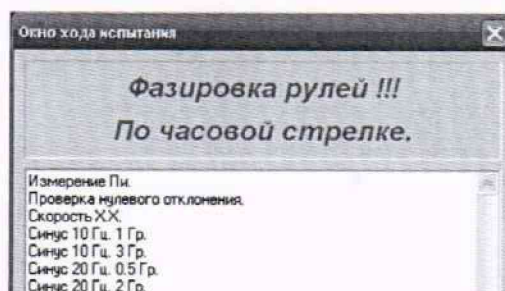 Окно хода испытания
Фазировка рулей !!!
По часовой стрелке.
Измерение Пи.
Проверка нулевого отклонения.
Скорость Х.Х.
Синус 10 Гц. 1 Гр.
Синус 10 Гц. 3 Гр.
Синус 20 Гц. 0.5 Гр.
Синус 20 Гц. 2 Гр.